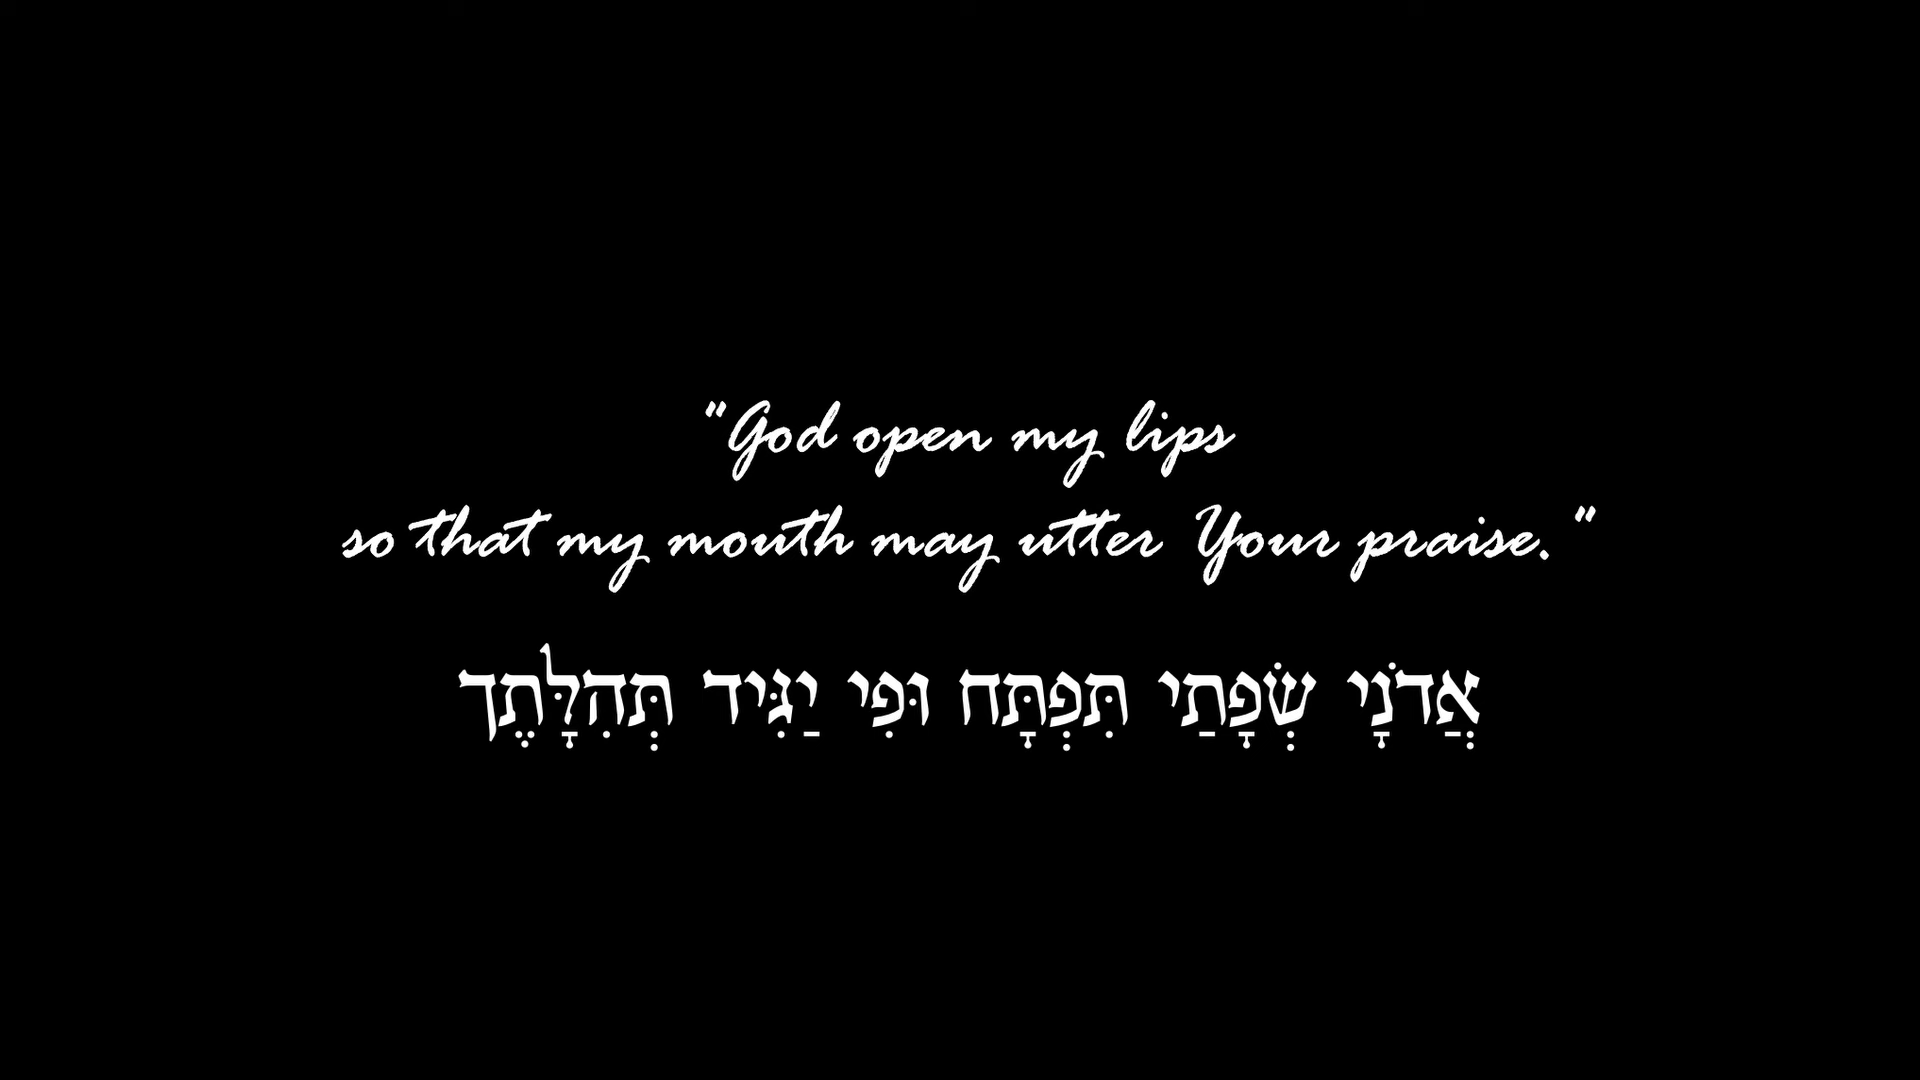 “God open my lips
so that my mouth may utter Your praise.”
אֲדֹנָי שְׂפָתַי תִּפְתָּח וּפִי יַגִּיד תְּהִלָּתֶך